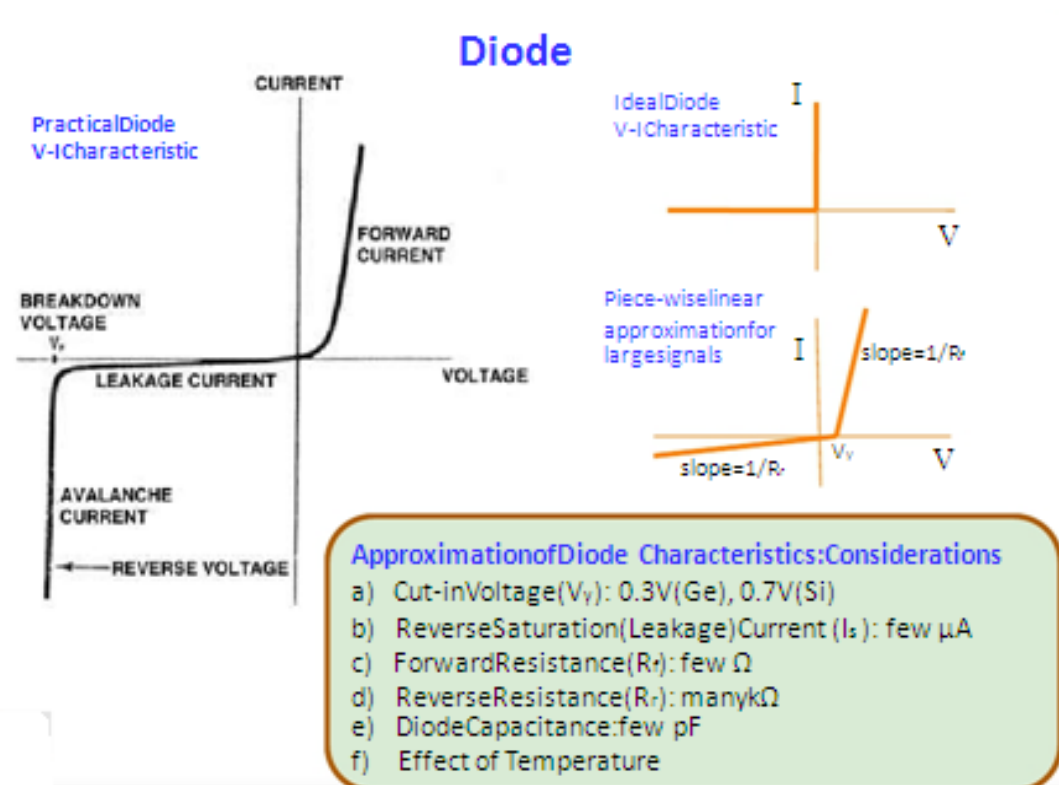 Diode
CURRENT
PracticalDiode
V-ICharacteristic
FORWARD
CURRENT
BREAKDOWN
VOLTAGE
LEAKAGE CURRENT
VOLTAGE
AVALANCHE
CURRENT
REVERSE VOLTAGE
IdealDiode
V-ICharacteristic
I
V
Piece-wiselinear
approximationfor
largesignals
I
slope=1/Rf
slope=1/Rr
Vγ
V
ApproximationofDiode Characteristics:Considerations
a) Cut-inVoltage(Vγ): 0.3V(Ge), 0.7V(Si)
b) ReverseSaturation(Leakage)Current (Is): few μA
c) ForwardResistance(Rf): few Ω
d) ReverseResistance(Rr): manykΩ
e) DiodeCapacitance:few pF
f) Effect of Temperature